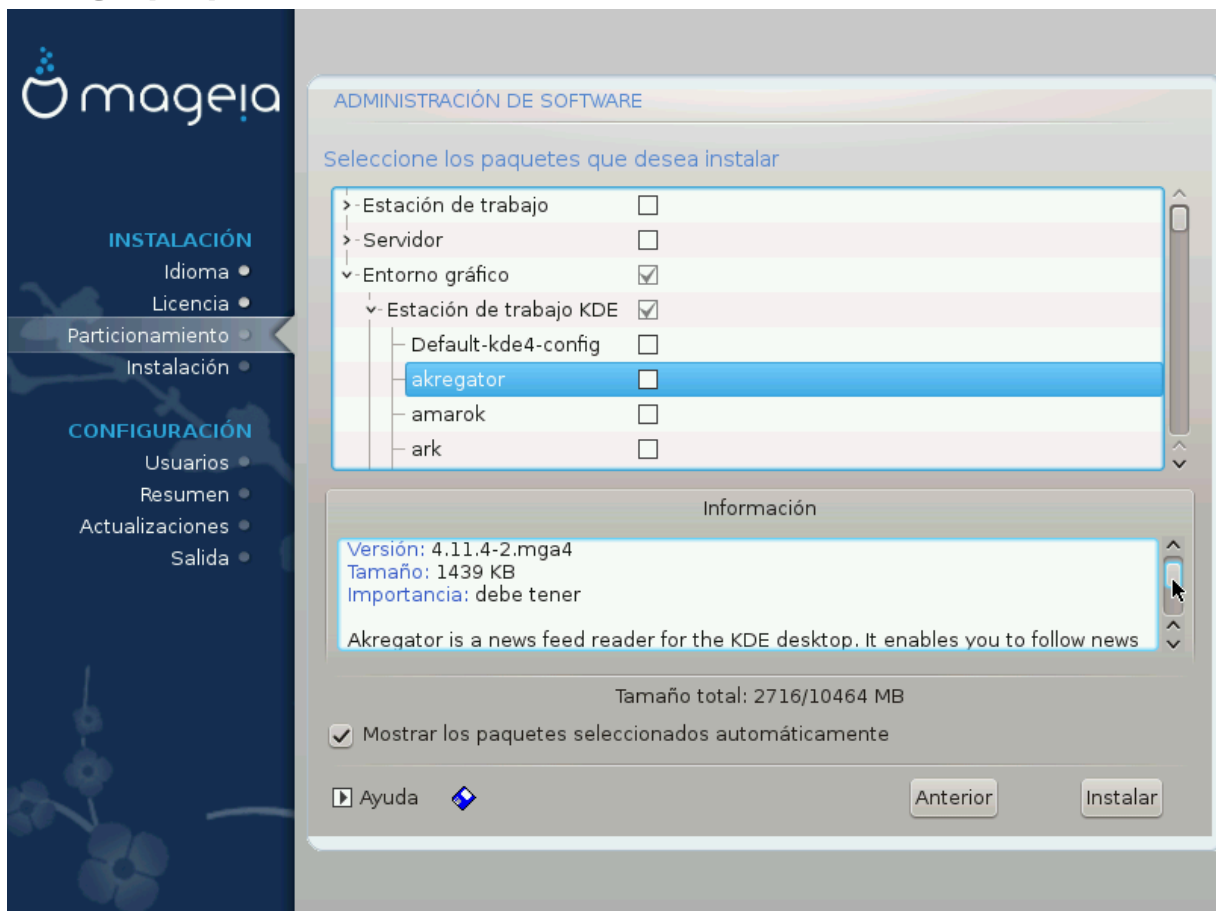 mageia
INSTALACIÓN
Idioma
Licencia
Particionamiento
Instalación
CONFIGURACIÓN
Usuarios
Resumen
Actualizaciones
Salida
ADMINISTRACIÓN DE SOFTWARE
Seleccione los paquetes que desea instalar
Estación de trabajo
Servidor
Entorno gráfico
Estación de trabajo KDE
Default-kde4-config
akregator
amarok
ark
Información
Versión: 4.11.4-2.mga4
Tamaño: 1439 KB
Importancia: debe tener
Akregator is a news feed reader for the KDE desktop. It enables you to follow news
Tamaño total: 2716/10464 MB
Mostrar los paquetes seleccionados automáticamente
Ayuda
Anterior
Instalar